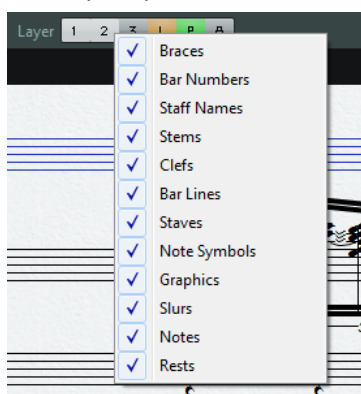 Layer 1 2 3 L P A
Braces
Bar Numbers
Staff Names
Stems
Clefs
Bar Lines
Staves
Note Symbols
Graphics
Slurs
Notes
Rests